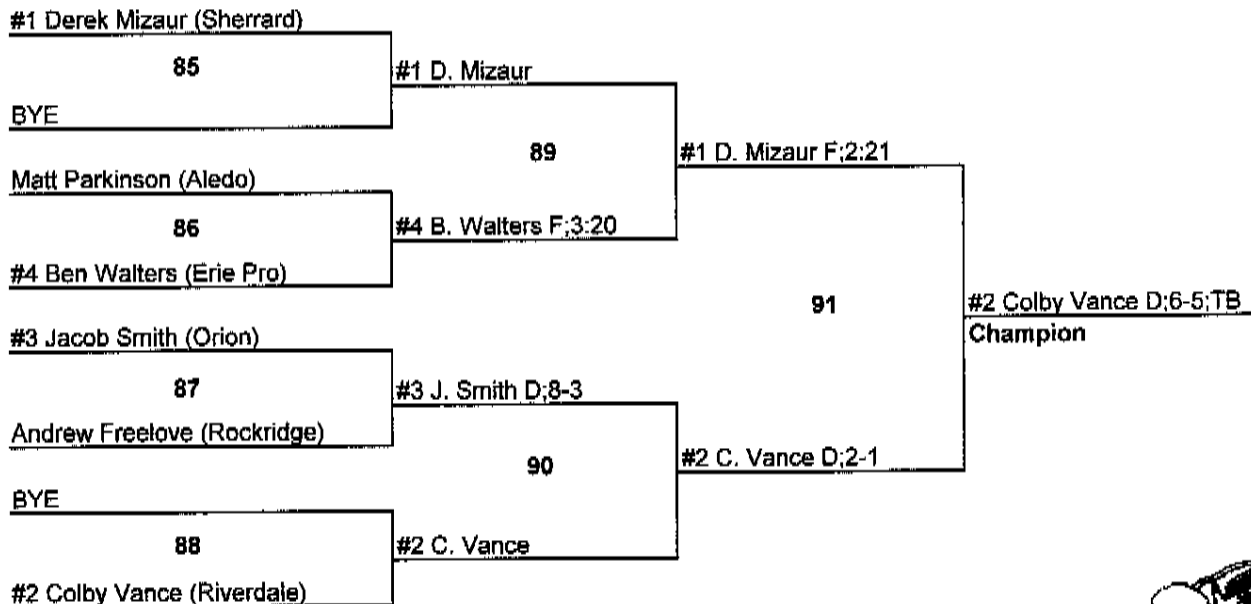 #1 Derek Mizaur (Sherrard)
85
#1 D. Mizaur
BYE
89
#1 D. Mizaur F;2:21
Matt Parkinson (Aledo)
86
#4 B. Walters F;3:20
#4 Ben Walters (Erie Pro)
91
#2 Colby Vance D;6-5;TB
Champion
#3 Jacob Smith (Orion)
87
#3 J. Smith D;8-3
Andrew Freelove (Rockridge)
90
#2 C. Vance D;2-1
BYE
88
#2 C. Vance
#2 Colby Vance (Riverdale)